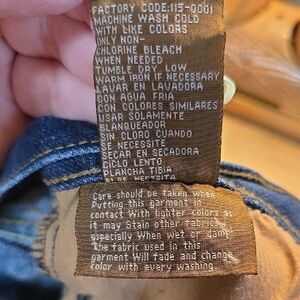 FACTORY CODE:115-0001
MACHINE WASH COLD
WITH LIKE COLORS
ONLY NON-
CHLORINE BLEACH
WHEN NEEDED
TUMBLE DRY LOW
WARM IRON IF NECESSARY
LAVAR EN LAVADORA
CON AGUA FRIA
CON COLORES SIMILARES
USAR SOLAMENTE
BLANQUEADOR
SIN CLORO CUANDO
SE NECESITE
SECAR EN SECADORA
CICLO LENTO
PLANCHA TIBIA
SI SE NECESITE
Care should be taken when
Putting this garment in
contact With lighter colors as
it may Stain other fabrics,
especially When wet or damp.
The fabric used in this
garment Will fade and change
color with every washing.